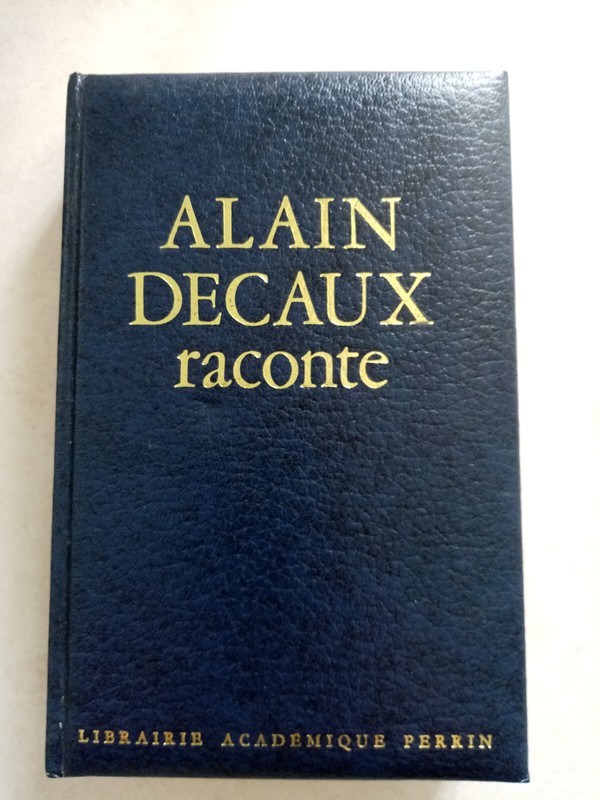 ALAIN
DECAUX
raconte
LIBRAIRIE ACADÉMIQUE PERRIN